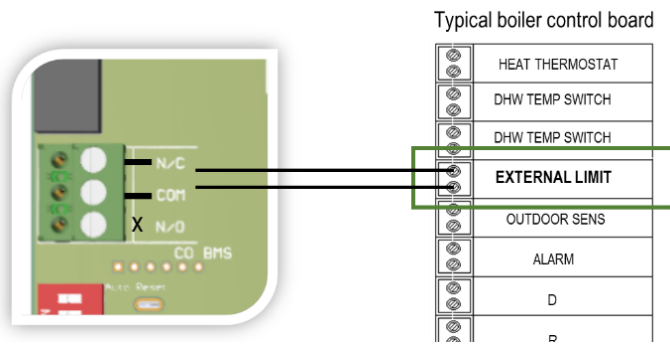 Typical boiler control board
HEAT THERMOSTAT
DHW TEMP SWITCH
DHW TEMP SWITCH
EXTERNAL LIMIT
OUTDOOR SENS
ALARM
D
R
N/C
COM
X N/O
CO BMS
Auto Reset